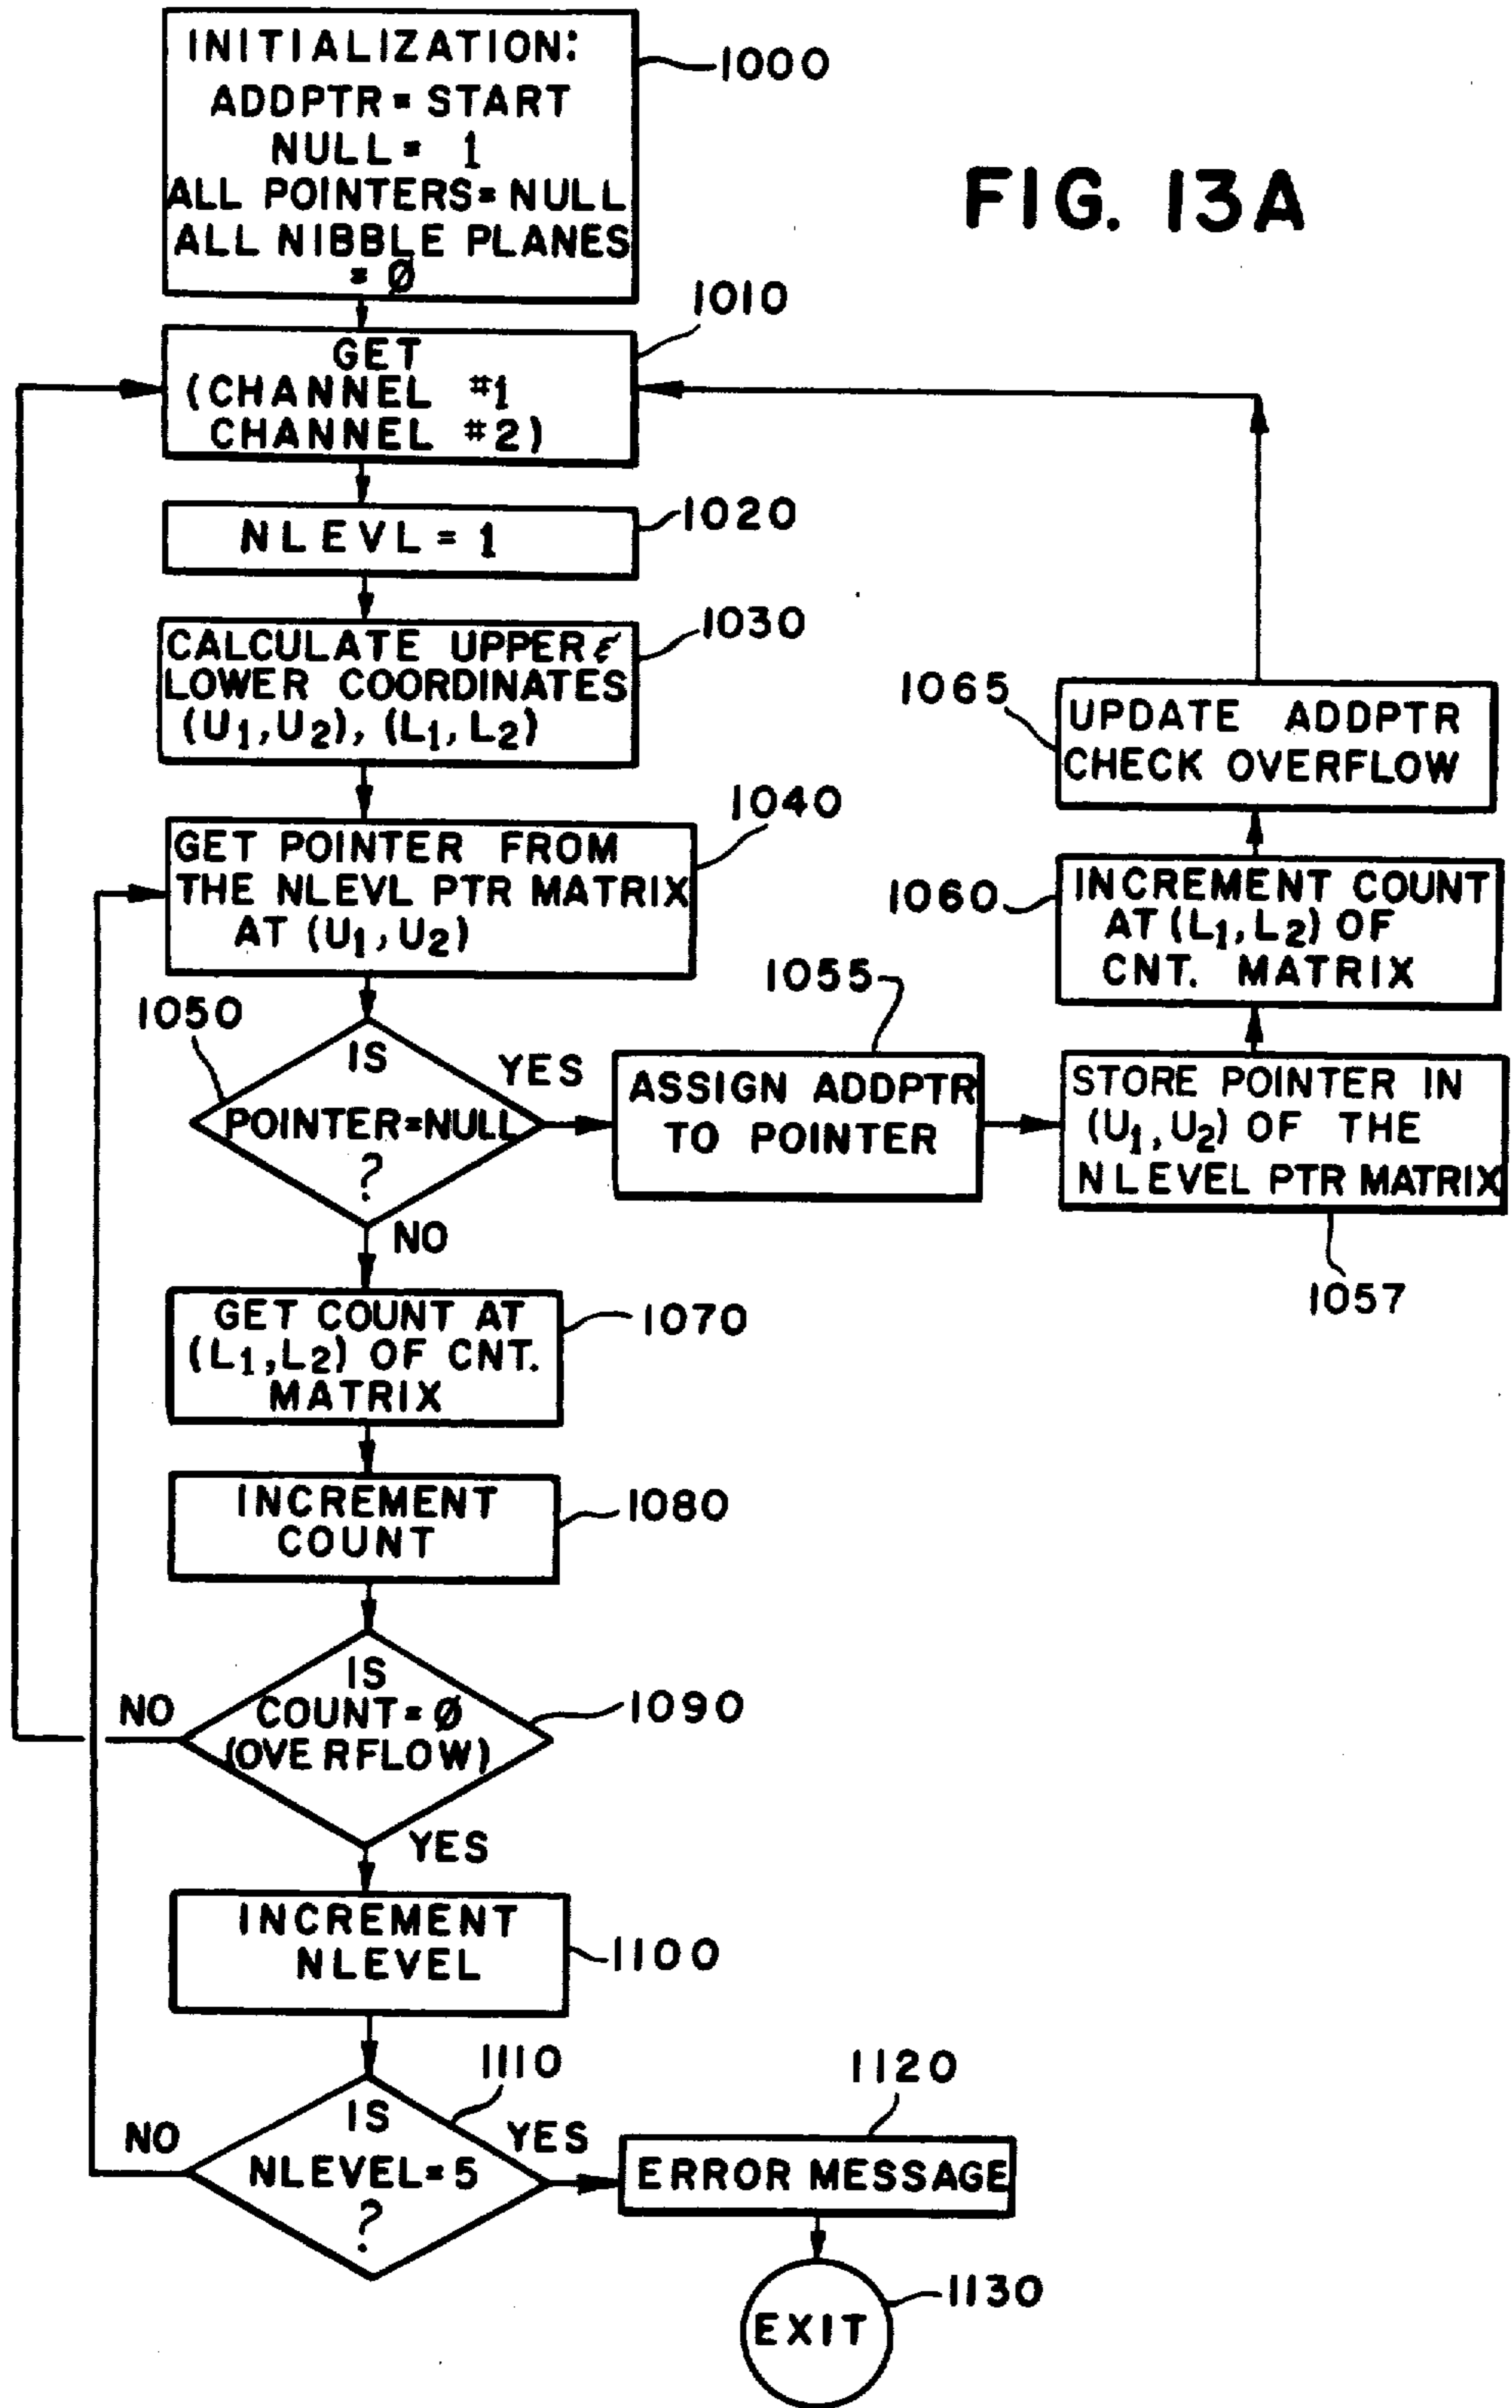 INITIALIZATION:
ADDPTR = START
NULL = 1
ALL POINTERS = NULL
ALL NIBBLE PLANES
= Ø
1000
FIG. 13A
1010
GET
(CHANNEL #1
CHANNEL #2)
NLEVL = 1
1020
CALCULATE UPPER &
LOWER COORDINATES
(U1,U2), (L1,L2)
1030
GET POINTER FROM
THE NLEVL PTR MATRIX
AT (U1,U2)
1040
1050
IS
POINTER=NULL
?
YES
NO
1055
ASSIGN ADDPTR
TO POINTER
STORE POINTER IN
(U1,U2) OF THE
NLEVEL PTR MATRIX
1057
1060
INCREMENT COUNT
AT (L1,L2) OF
CNT. MATRIX
1065
UPDATE ADDPTR
CHECK OVERFLOW
GET COUNT AT
(L1,L2) OF CNT.
MATRIX
1070
INCREMENT
COUNT
1080
IS
COUNT=Ø
(OVERFLOW)
1090
NO
YES
INCREMENT
NLEVEL
1100
1110
IS
NLEVEL=5
?
NO
YES
1120
ERROR MESSAGE
EXIT
1130